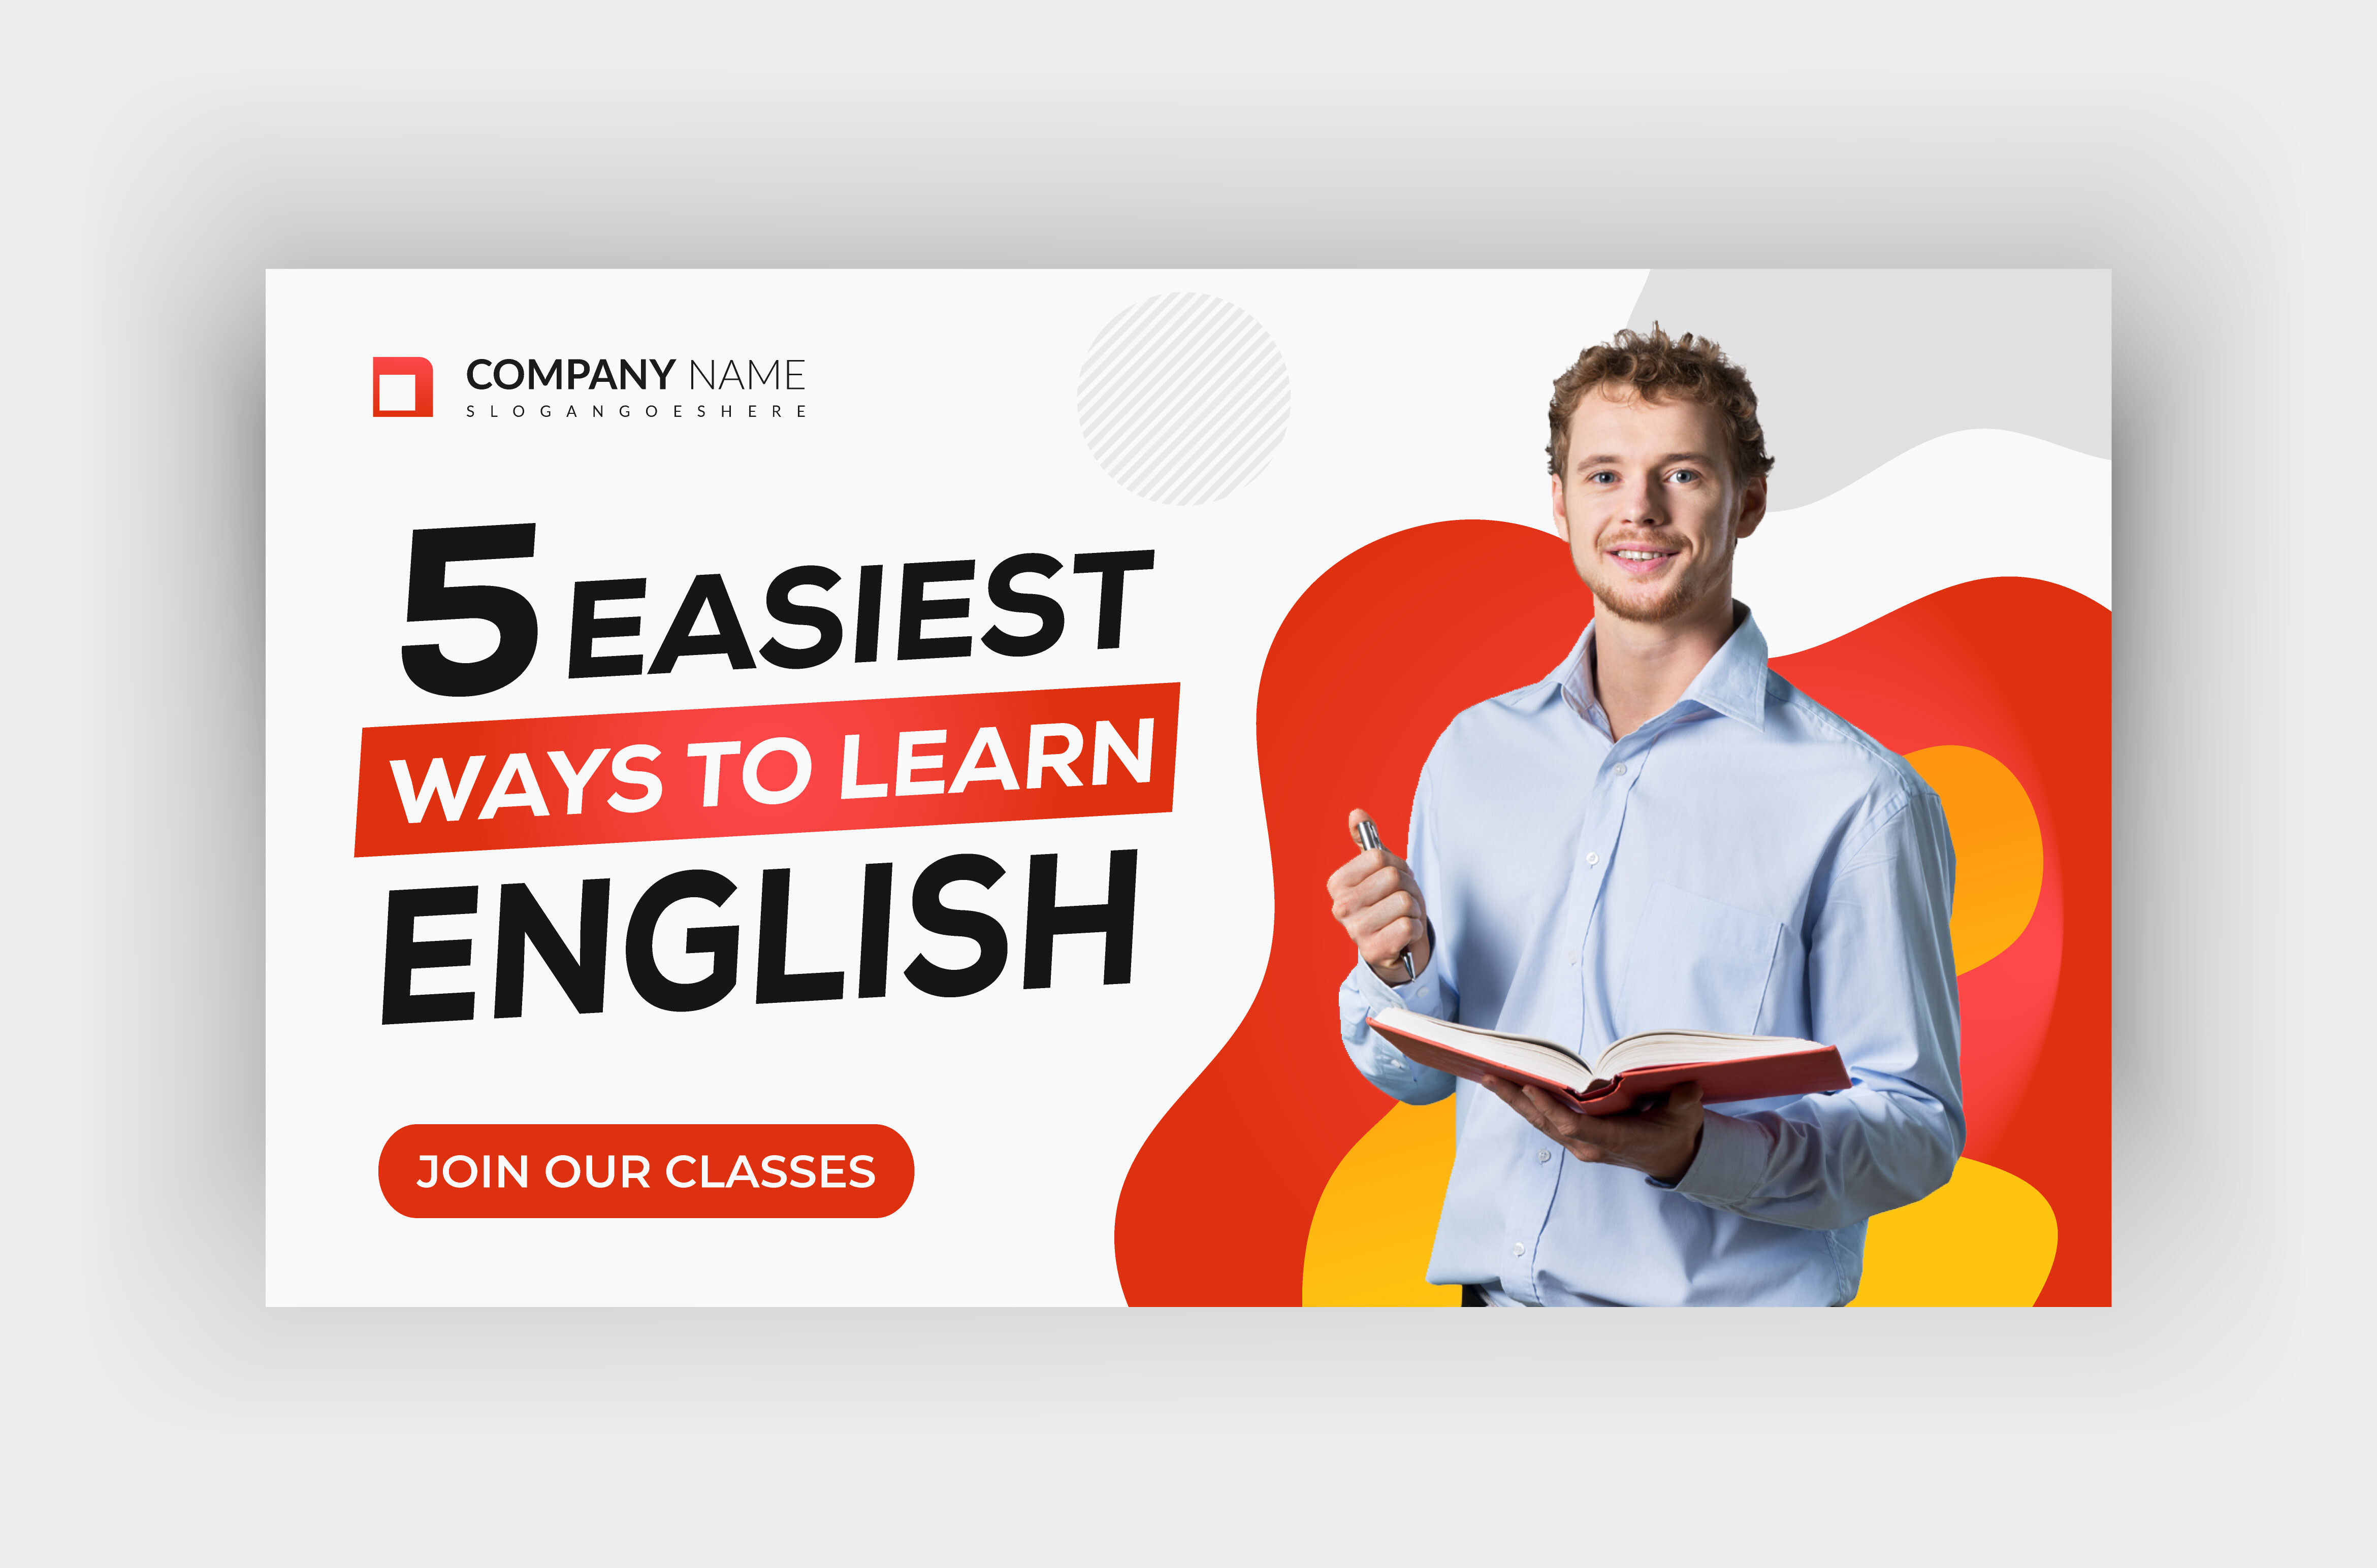 COMPANY NAME
SLOGANGOESHERE
5 EASIEST
WAYS TO LEARN
ENGLISH
JOIN OUR CLASSES